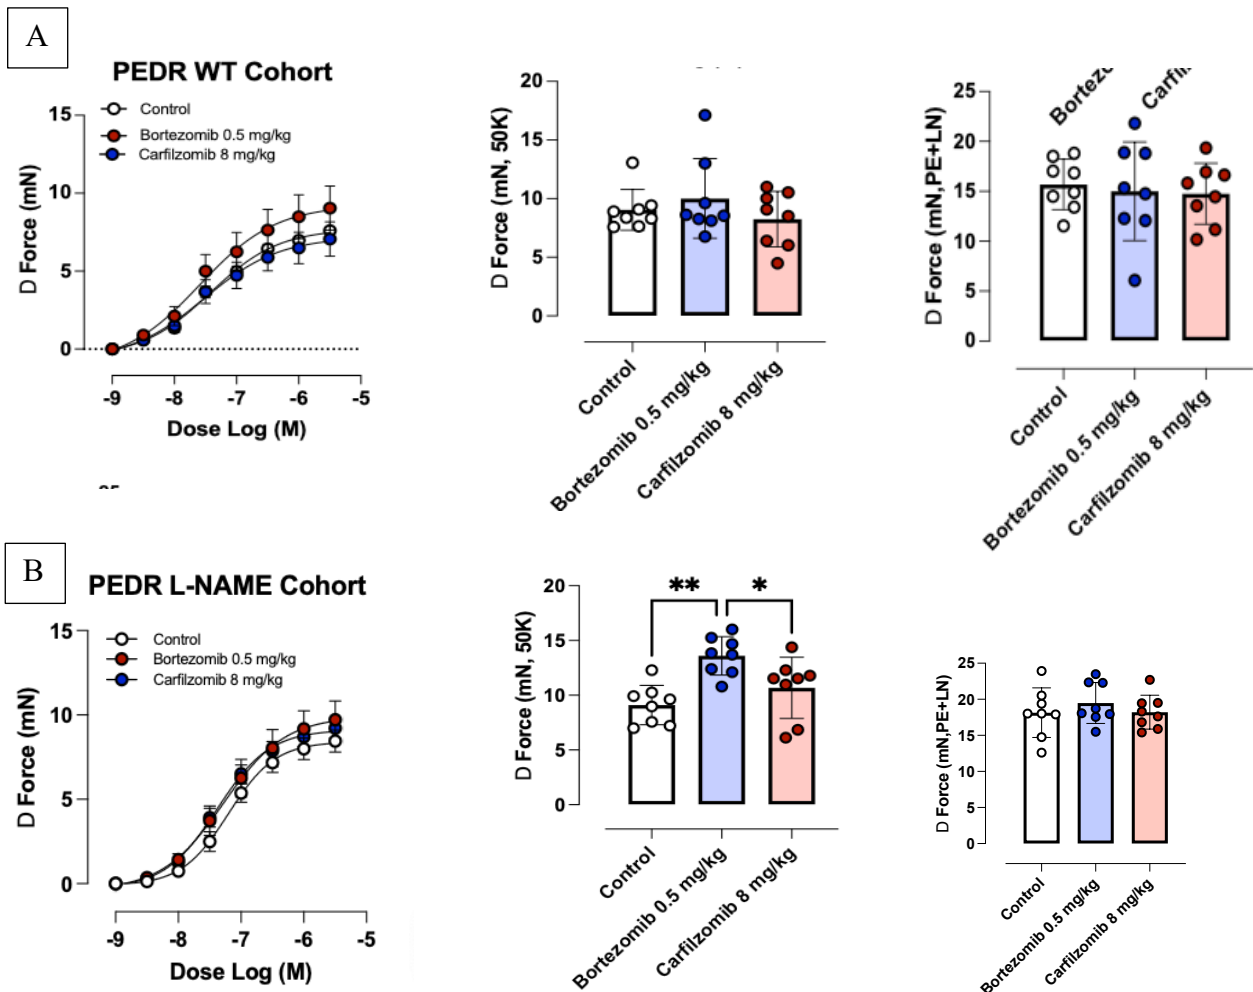 A
PEDR WT Cohort
Control
Bortezomib 0.5 mg/kg
Carfilzomib 8 mg/kg
D Force (mN)
15
10
5
0
-9 -8 -7 -6 -5
Dose Log (M)
D Force (mN, 50K)
20
15
10
5
0
Control
Bortezomib 0.5 mg/kg
Carfilzomib 8 mg/kg
D Force (mN,PE+LN)
25
20
15
10
5
0
Control
Bortezomib 0.5 mg/kg
Carfilzomib 8 mg/kg
B
PEDR L-NAME Cohort
Control
Bortezomib 0.5 mg/kg
Carfilzomib 8 mg/kg
D Force (mN)
15
10
5
0
-9 -8 -7 -6 -5
Dose Log (M)
D Force (mN, 50K)
20
15
10
5
0
** *
Control
Bortezomib 0.5 mg/kg
Carfilzomib 8 mg/kg
D Force (mN,PE+LN)
25
20
15
10
5
0
Control
Bortezomib 0.5 mg/kg
Carfilzomib 8 mg/kg